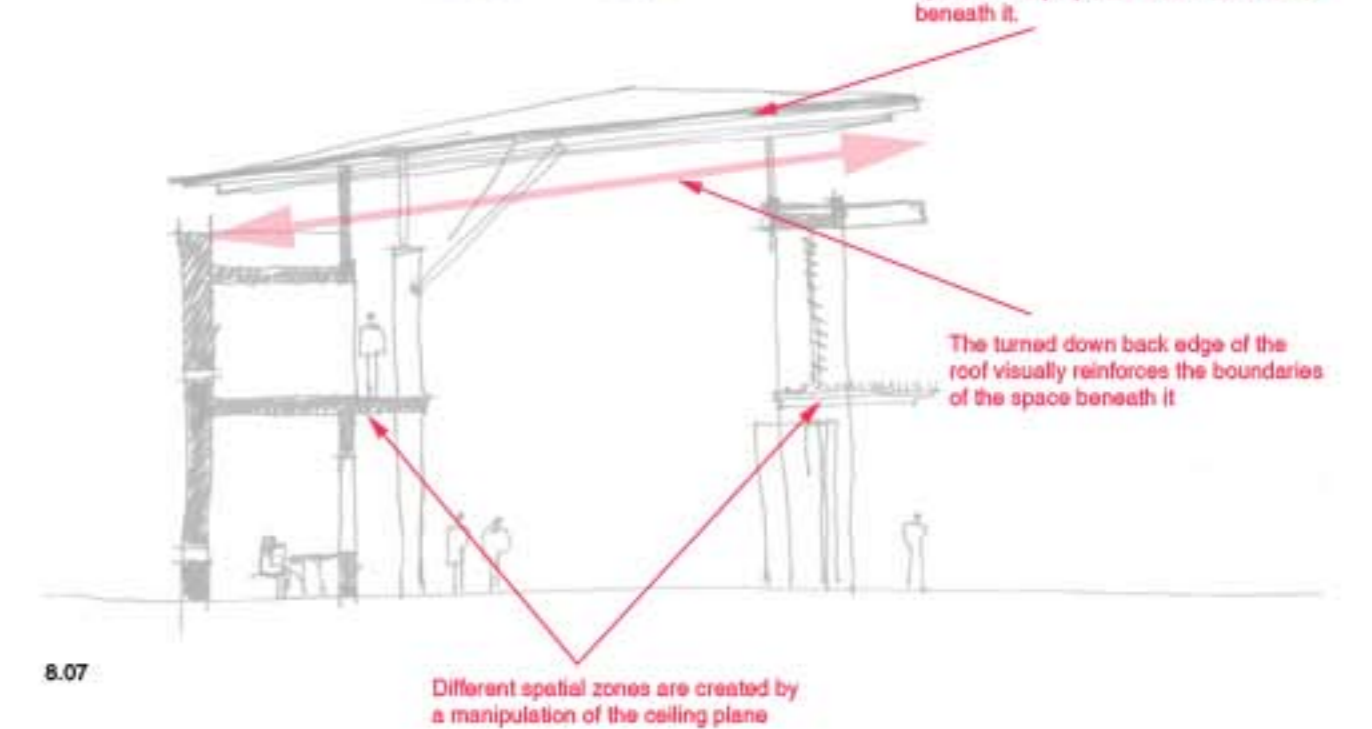 beneath it.
The turned down back edge of the
roof visually reinforces the boundaries
of the space beneath it
8.07
Different spatial zones are created by
a manipulation of the ceiling plane